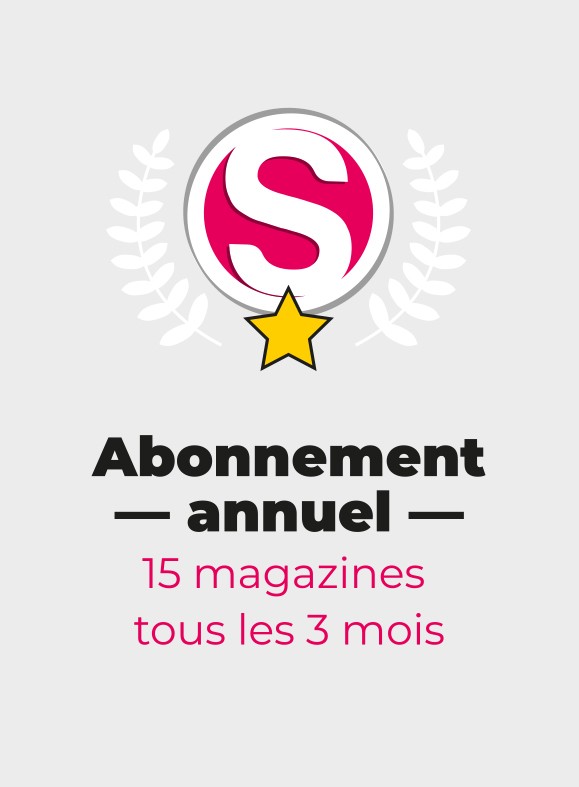 S
Abonnement
— annuel —
15 magazines
tous les 3 mois